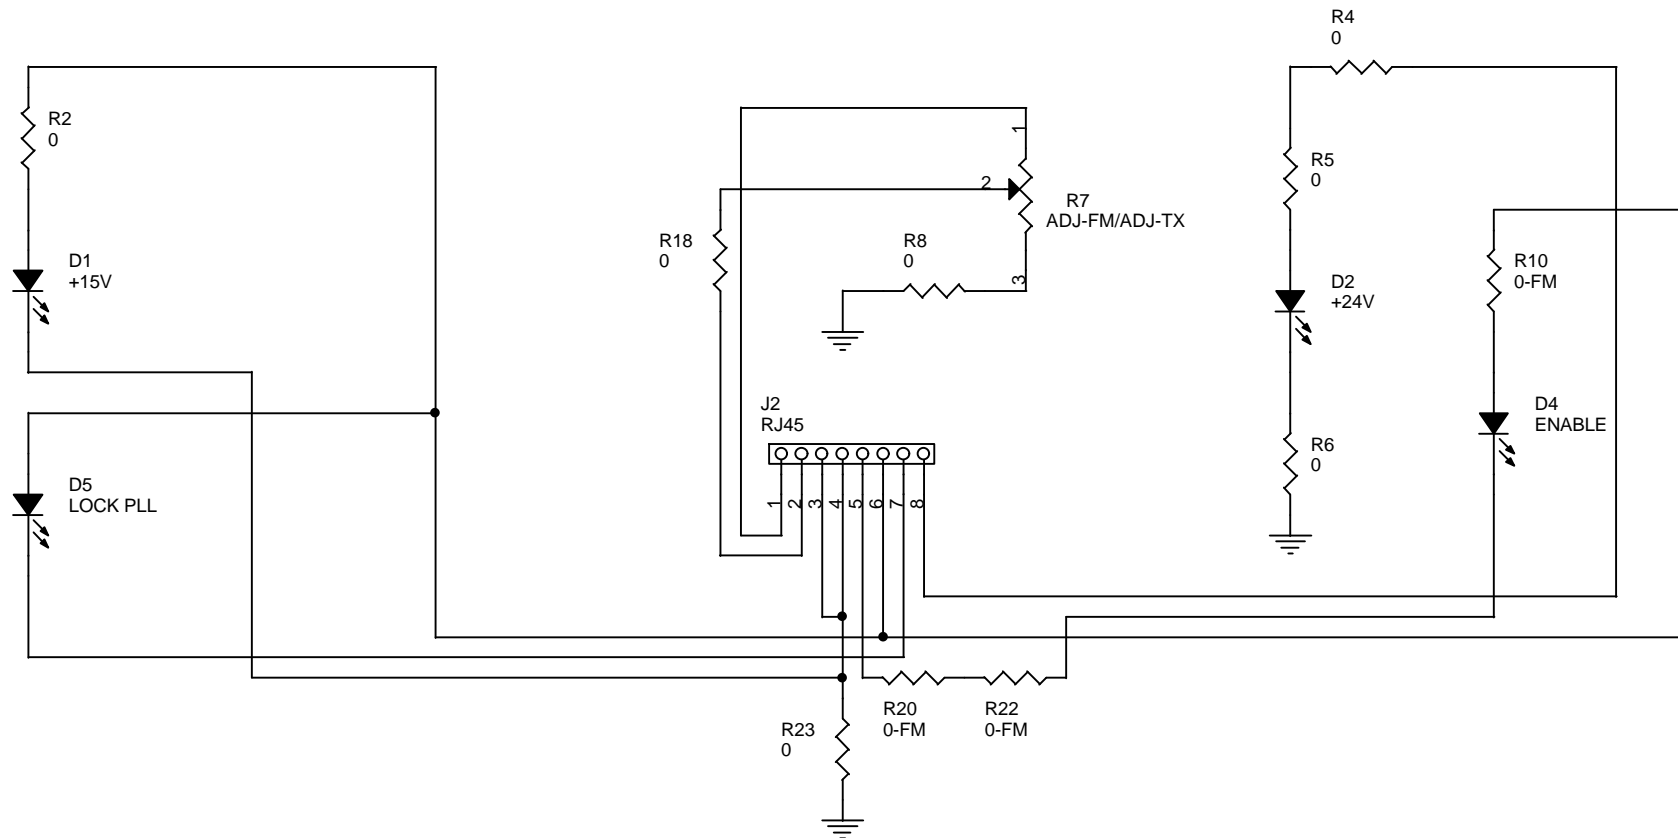 R4
0
R2
0
1
R5
0
2
R7
ADJ-FM/ADJ-TX
R18
0
R8
0
3
D1
+15V
R10
0-FM
D2
+24V
J2
RJ45
D4
ENABLE
R6
0
D5
LOCK PLL
1 2 3 4 5 6 7 8
R20
0-FM
R22
0-FM
R23
0